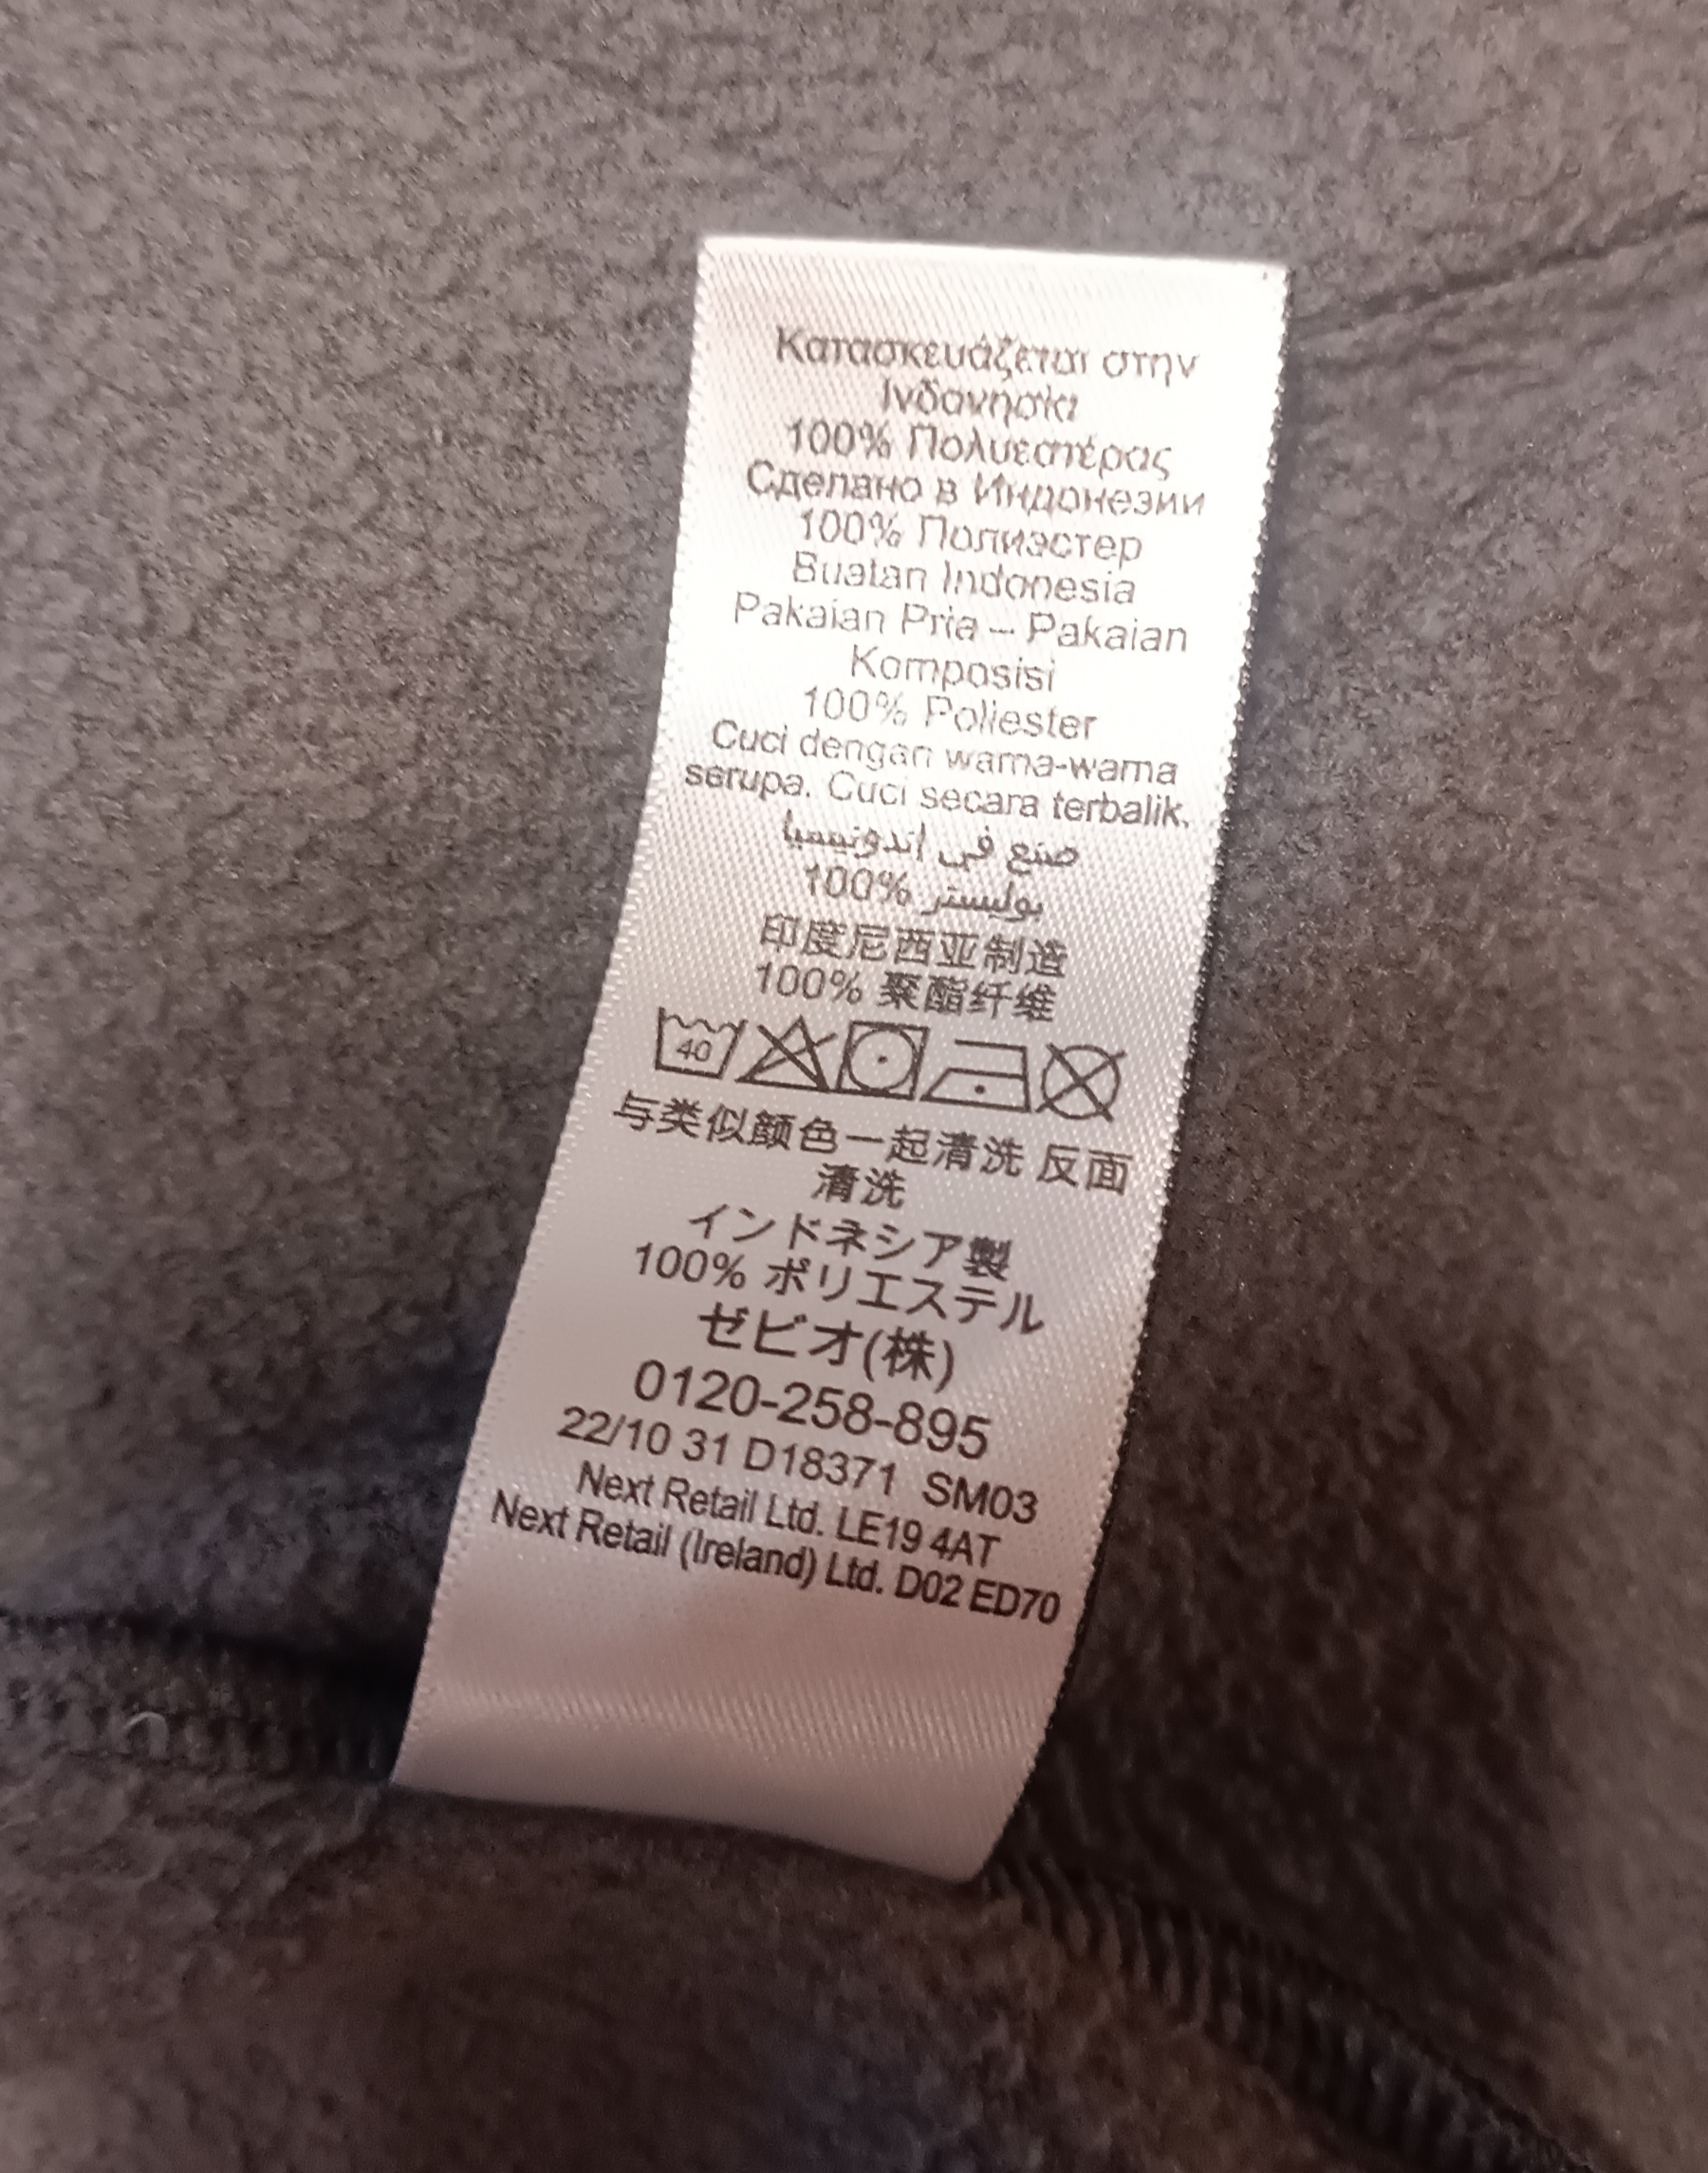 Κατασκευάζεται στην
Ινδονησία
100% Πολυεστέρας
Сделано в Индонезии
100% Полиэстер
Buatan Indonesia
Pakaian Pria – Pakaian
Komposisi
100% Poliester
Cuci dengan warna-warna
serupa. Cuci secara terbalik.
صنع في اندونيسيا
100% بوليستر
印度尼西亚制造
100% 聚酯纤维
40
与类似颜色一起清洗 反面
清洗
インドネシア製
100% ポリエステル
ゼビオ(株)
0120-258-895
22/10 31 D18371 SM03
Next Retail Ltd. LE19 4AT
Next Retail (Ireland) Ltd. D02 ED70